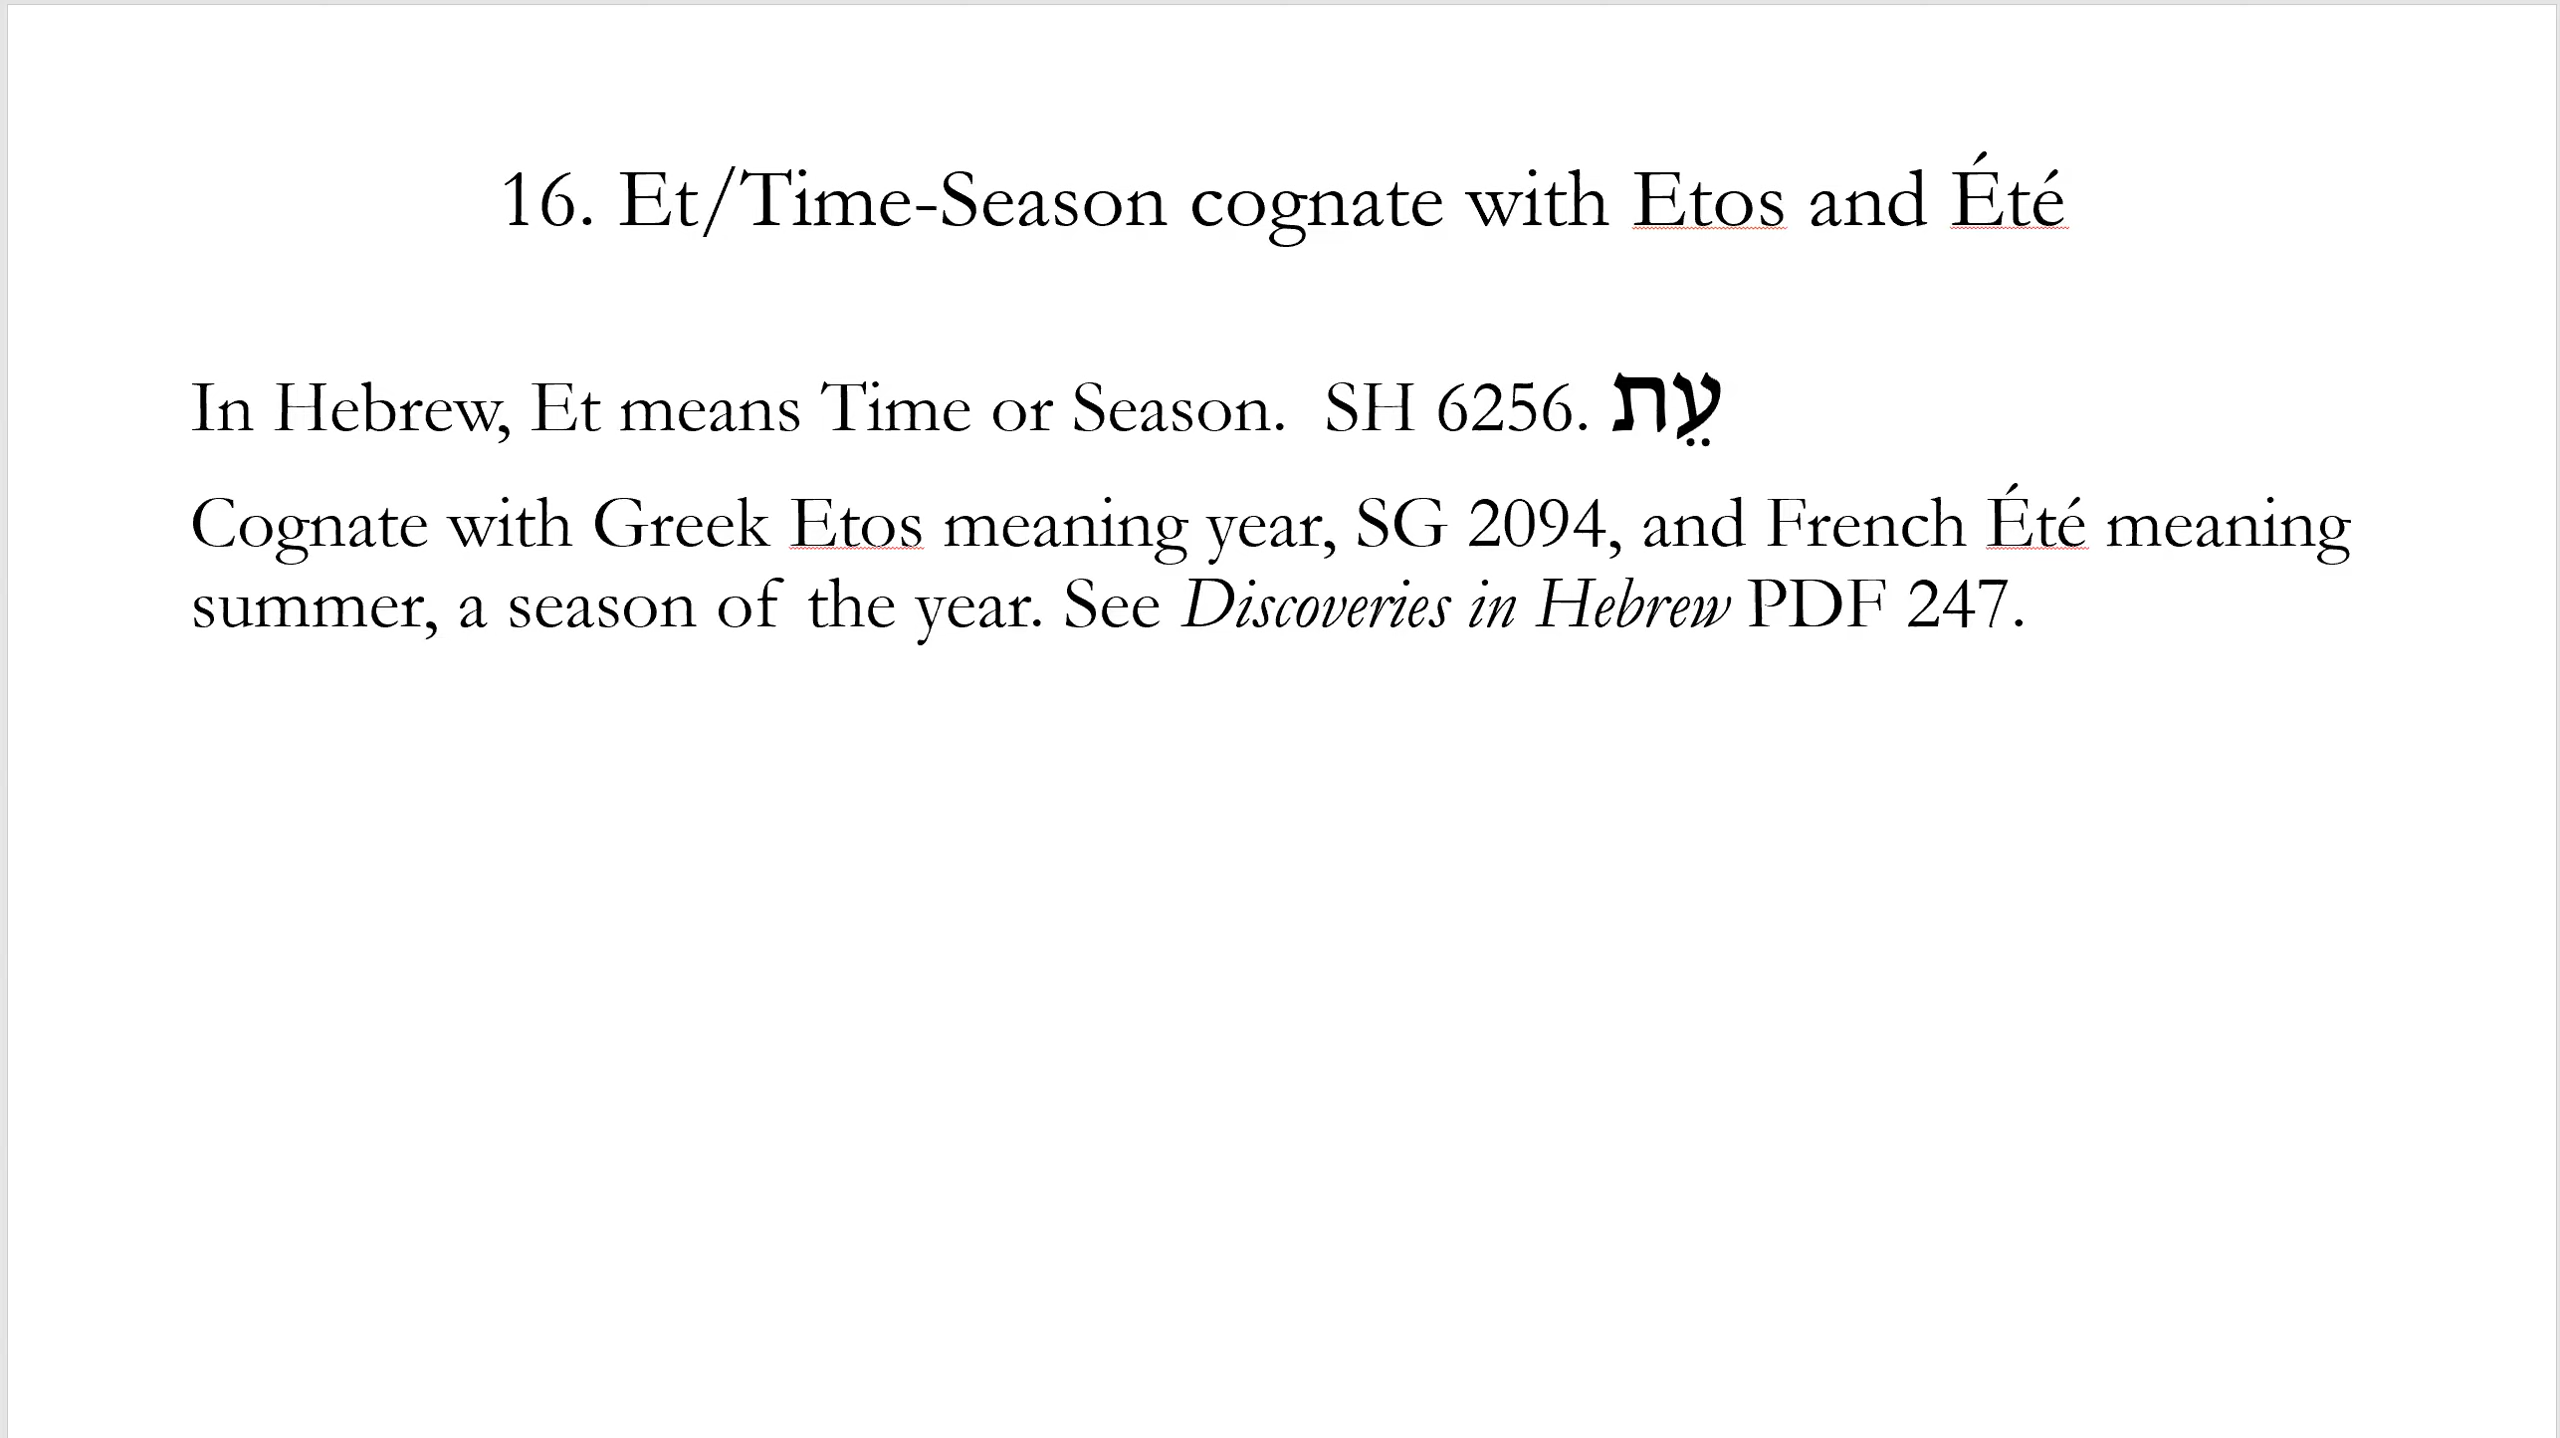 16. Et/Time-Season cognate with Etos and Été
In Hebrew, Et means Time or Season.  SH 6256. עֵת
Cognate with Greek Etos meaning year, SG 2094, and French Été meaning
summer, a season of the year. See Discoveries in Hebrew PDF 247.